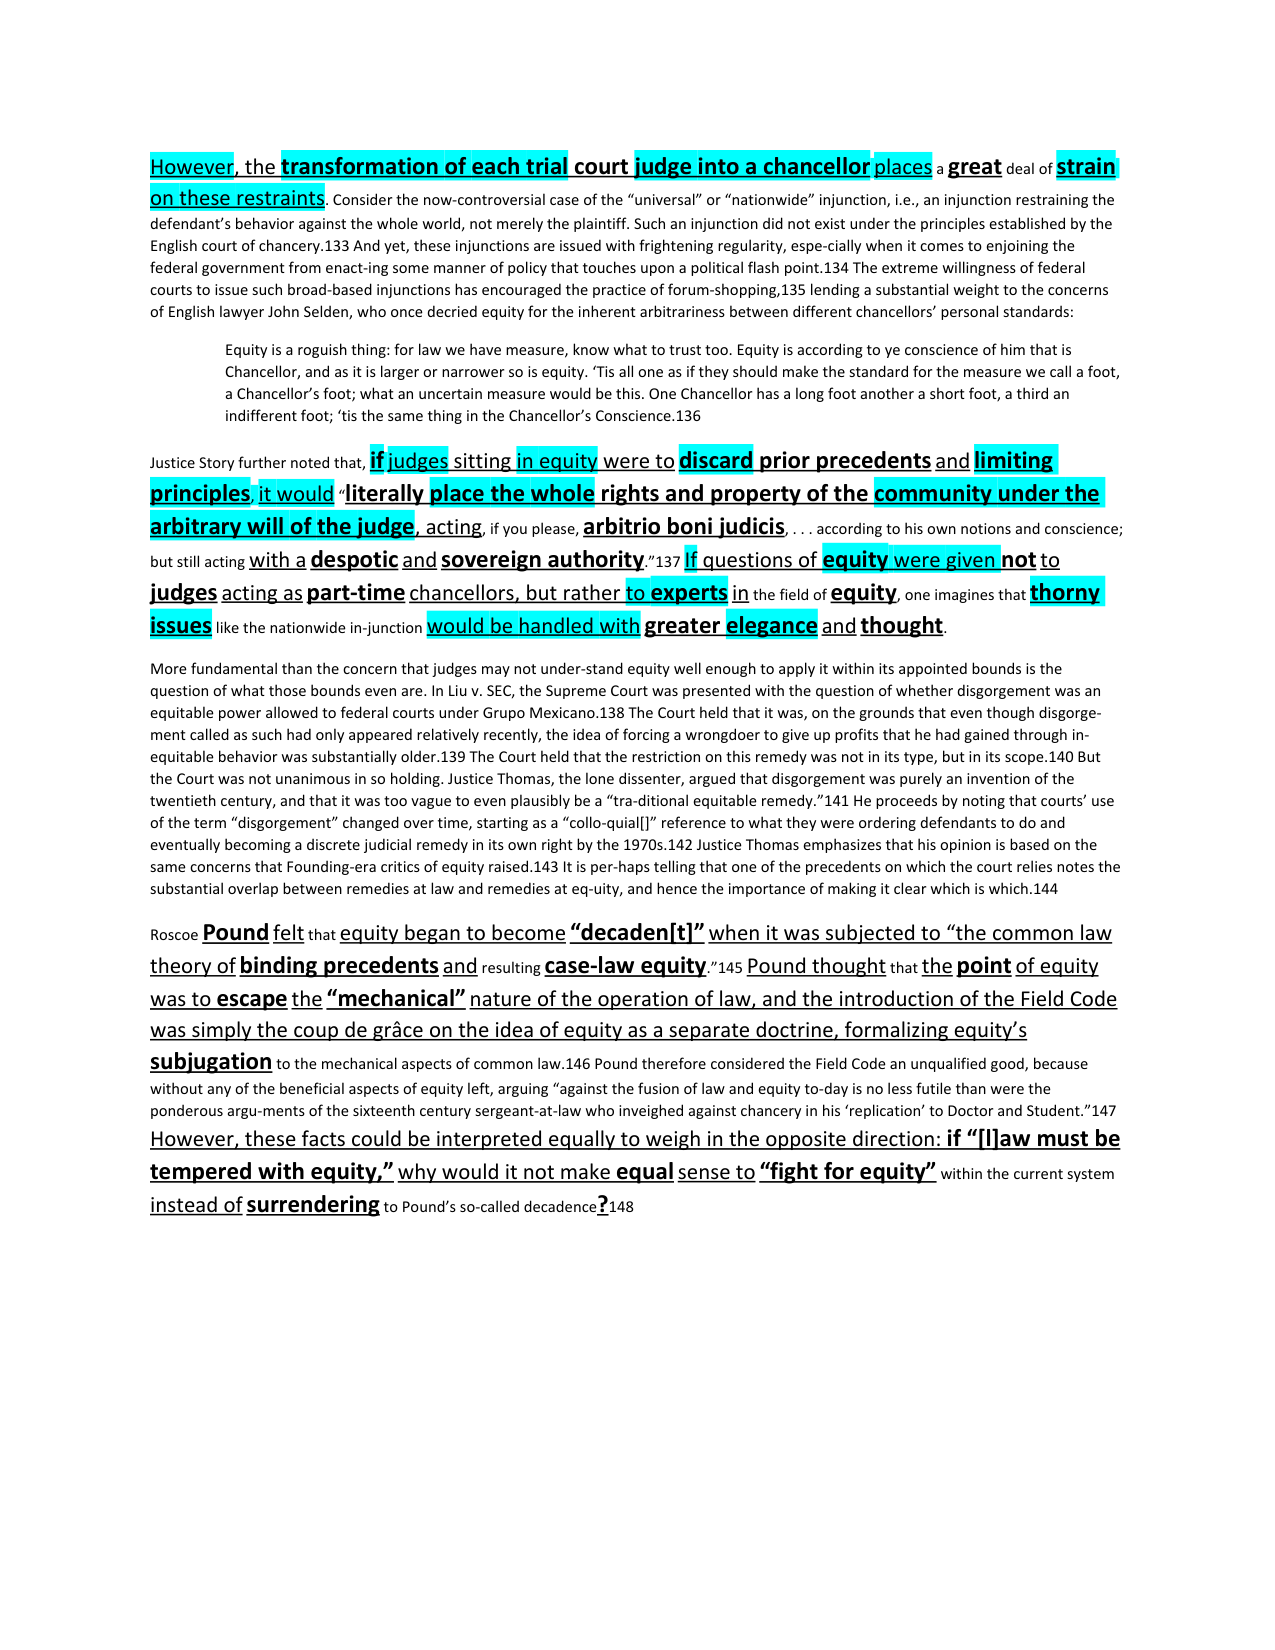 However, the transformation of each trial court judge into a chancellor places a great deal of strain
on these restraints. Consider the now-controversial case of the “universal” or “nationwide” injunction, i.e., an injunction restraining the
defendant’s behavior against the whole world, not merely the plaintiff. Such an injunction did not exist under the principles established by the
English court of chancery.133 And yet, these injunctions are issued with frightening regularity, espe-cially when it comes to enjoining the
federal government from enact-ing some manner of policy that touches upon a political flash point.134 The extreme willingness of federal
courts to issue such broad-based injunctions has encouraged the practice of forum-shopping,135 lending a substantial weight to the concerns
of English lawyer John Selden, who once decried equity for the inherent arbitrariness between different chancellors’ personal standards:
Equity is a roguish thing: for law we have measure, know what to trust too. Equity is according to ye conscience of him that is
Chancellor, and as it is larger or narrower so is equity. ‘Tis all one as if they should make the standard for the measure we call a foot,
a Chancellor’s foot; what an uncertain measure would be this. One Chancellor has a long foot another a short foot, a third an
indifferent foot; ‘tis the same thing in the Chancellor’s Conscience.136
Justice Story further noted that, if judges sitting in equity were to discard prior precedents and limiting
principles, it would “literally place the whole rights and property of the community under the
arbitrary will of the judge, acting, if you please, arbitrio boni judicis, . . . according to his own notions and conscience;
but still acting with a despotic and sovereign authority.”137 If questions of equity were given not to
judges acting as part-time chancellors, but rather to experts in the field of equity, one imagines that thorny
issues like the nationwide in-junction would be handled with greater elegance and thought.
More fundamental than the concern that judges may not under-stand equity well enough to apply it within its appointed bounds is the
question of what those bounds even are. In Liu v. SEC, the Supreme Court was presented with the question of whether disgorgement was an
equitable power allowed to federal courts under Grupo Mexicano.138 The Court held that it was, on the grounds that even though disgorge-
ment called as such had only appeared relatively recently, the idea of forcing a wrongdoer to give up profits that he had gained through in-
equitable behavior was substantially older.139 The Court held that the restriction on this remedy was not in its type, but in its scope.140 But
the Court was not unanimous in so holding. Justice Thomas, the lone dissenter, argued that disgorgement was purely an invention of the
twentieth century, and that it was too vague to even plausibly be a “tra-ditional equitable remedy.”141 He proceeds by noting that courts’ use
of the term “disgorgement” changed over time, starting as a “collo-quial[]” reference to what they were ordering defendants to do and
eventually becoming a discrete judicial remedy in its own right by the 1970s.142 Justice Thomas emphasizes that his opinion is based on the
same concerns that Founding-era critics of equity raised.143 It is per-haps telling that one of the precedents on which the court relies notes the
substantial overlap between remedies at law and remedies at eq-uity, and hence the importance of making it clear which is which.144
Roscoe Pound felt that equity began to become “decaden[t]” when it was subjected to “the common law
theory of binding precedents and resulting case-law equity.”145 Pound thought that the point of equity
was to escape the “mechanical” nature of the operation of law, and the introduction of the Field Code
was simply the coup de grâce on the idea of equity as a separate doctrine, formalizing equity’s
subjugation to the mechanical aspects of common law.146 Pound therefore considered the Field Code an unqualified good, because
without any of the beneficial aspects of equity left, arguing “against the fusion of law and equity to-day is no less futile than were the
ponderous argu-ments of the sixteenth century sergeant-at-law who inveighed against chancery in his ‘replication’ to Doctor and Student.”147
However, these facts could be interpreted equally to weigh in the opposite direction: if “[l]aw must be
tempered with equity,” why would it not make equal sense to “fight for equity” within the current system
instead of surrendering to Pound’s so-called decadence?148